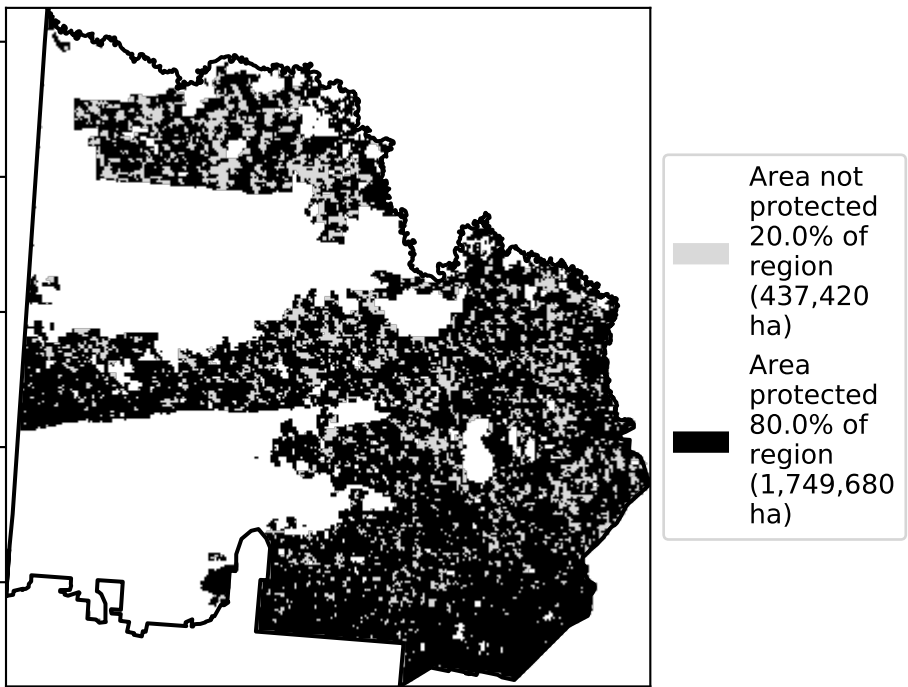 Area not
protected
20.0% of
region
(437,420
ha)
Area
protected
80.0% of
region
(1,749,680
ha)